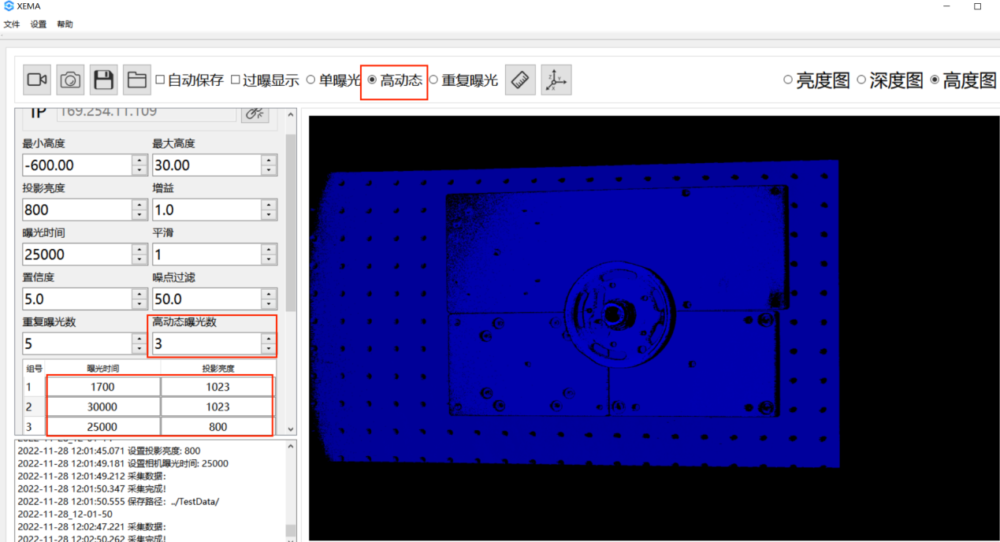 XEMA
文件 设置 帮助
自动保存 过曝显示 单曝光 高动态 重复曝光 亮度图 深度图 高度图
IP 169.254.11.109
最小高度 最大高度
-600.00 30.00
投影亮度 增益
800 1.0
曝光时间 平滑
25000 1
置信度 噪点过滤
5.0 50.0
重复曝光数 高动态曝光数
5 3
组号 曝光时间 投影亮度
1 1700 1023
2 30000 1023
3 25000 800
2022-11-28 12:01:45.071 设置投影亮度: 800
2022-11-28 12:01:49.181 设置相机曝光时间: 25000
2022-11-28 12:01:49.212 采集数据:
2022-11-28 12:01:50.347 采集完成!
2022-11-28 12:01:50.555 保存路径: ../TestData/
2022-11-28_12-01-50
2022-11-28 12:02:47.221 采集数据:
2022-11-28 12:02:50.262 采集完成!